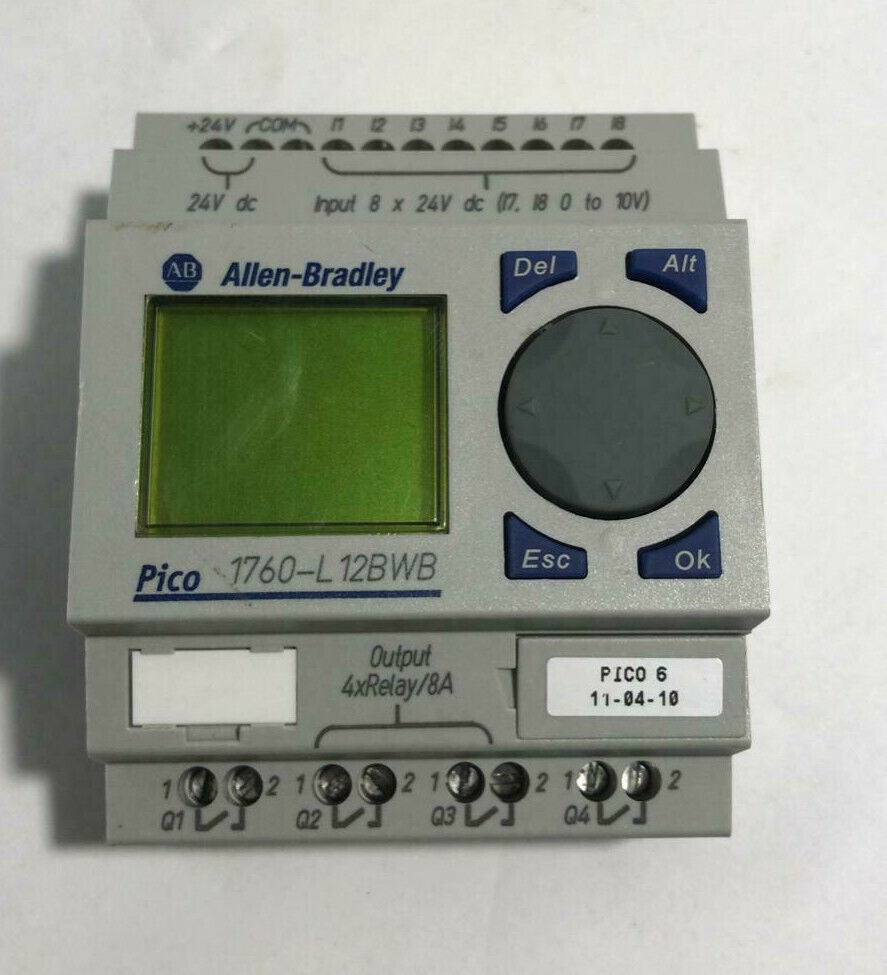 +24V COM I1 I2 I3 I4 I5 I6 I7 I8
24V dc Input 8 x 24V dc (I7, I8 0 to 10V)
AB Allen-Bradley
Del Alt
Esc Ok
Pico 1760-L12BWB
Output
4xRelay/8A
PICO 6
11-04-10
1 2 1 2 1 2 1 2
Q1 Q2 Q3 Q4